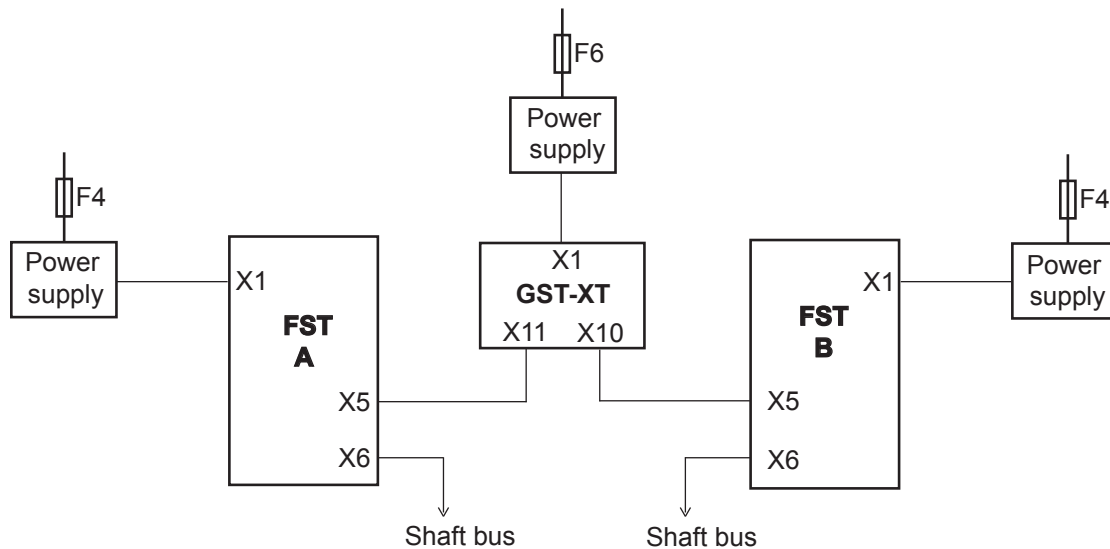 F6
Power
supply
F4
F4
Power
supply
X1
FST
A
X5
X6
X1
GST-XT
X11 X10
X1
FST
B
X5
X6
Power
supply
Shaft bus
Shaft bus